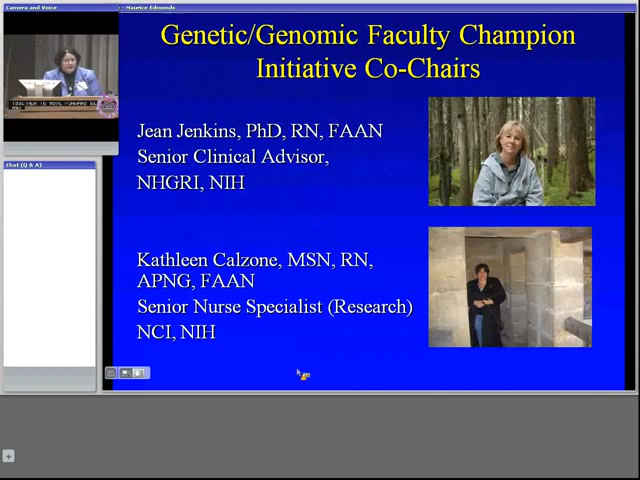 Camera and Voice
- Maurice Edmonds
Genetic/Genomic Faculty Champion
Initiative Co-Chairs
Jean Jenkins, PhD, RN, FAAN
Senior Clinical Advisor,
NHGRI, NIH
Chat (Q & A)
Kathleen Calzone, MSN, RN,
APNG, FAAN
Senior Nurse Specialist (Research)
NCI, NIH